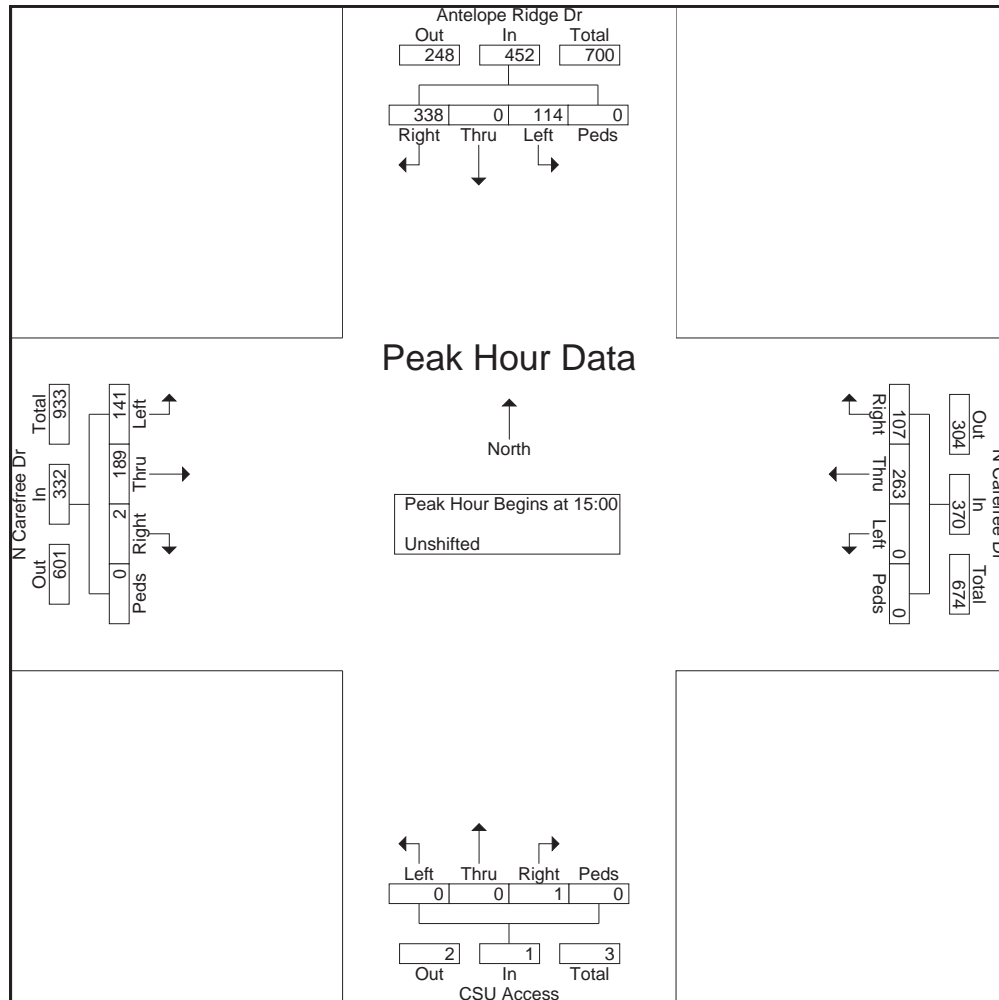 Antelope Ridge Dr
Out In Total
248 452 700
338 0 114 0
Right Thru Left Peds
Peak Hour Data
North
Peak Hour Begins at 15:00
Unshifted
N Carefree Dr
Total In Out
933 332 601
141 189 2 0
Left Thru Right Peds
Right Thru Left Peds
107 263 0 0
304 370 674
Out In Total
N Carefree Dr
Left Thru Right Peds
0 0 1 0
2 1 3
Out In Total
CSU Access